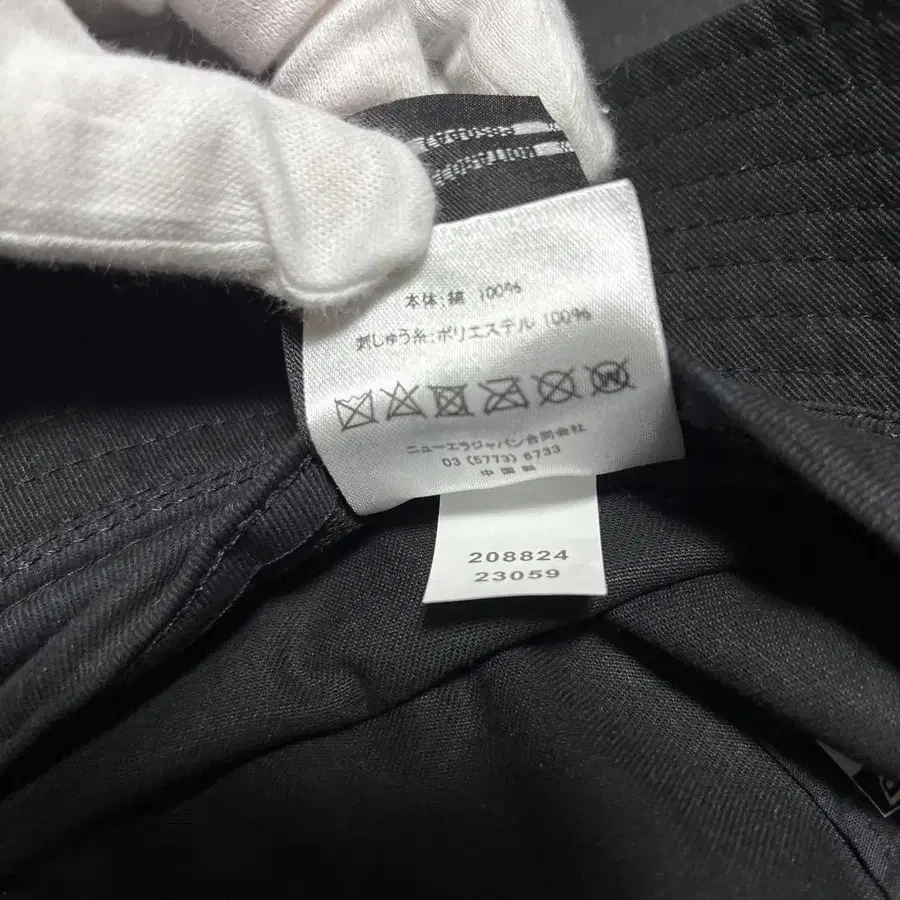 本体:綿 100%
刺しゅう糸:ポリエステル 100%
ニューエラジャパン合同会社
03 (5773) 6733
中国製
208824
23059